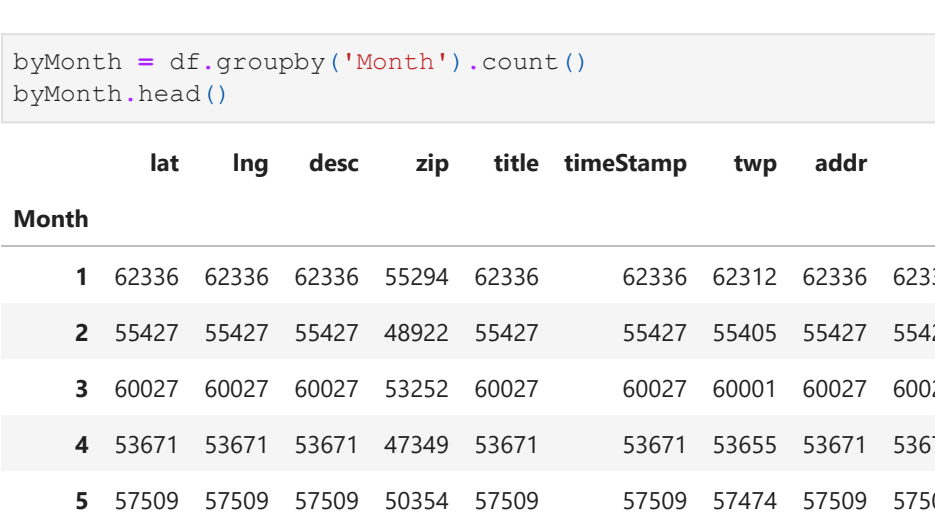 byMonth = df.groupby('Month').count()
byMonth.head()
lat lng desc zip title timeStamp twp addr
Month
1 62336 62336 62336 55294 62336 62336 62312 62336
2 55427 55427 55427 48922 55427 55427 55405 55427
3 60027 60027 60027 53252 60027 60027 60001 60027
4 53671 53671 53671 47349 53671 53671 53655 53671
5 57509 57509 57509 50354 57509 57509 57474 57509